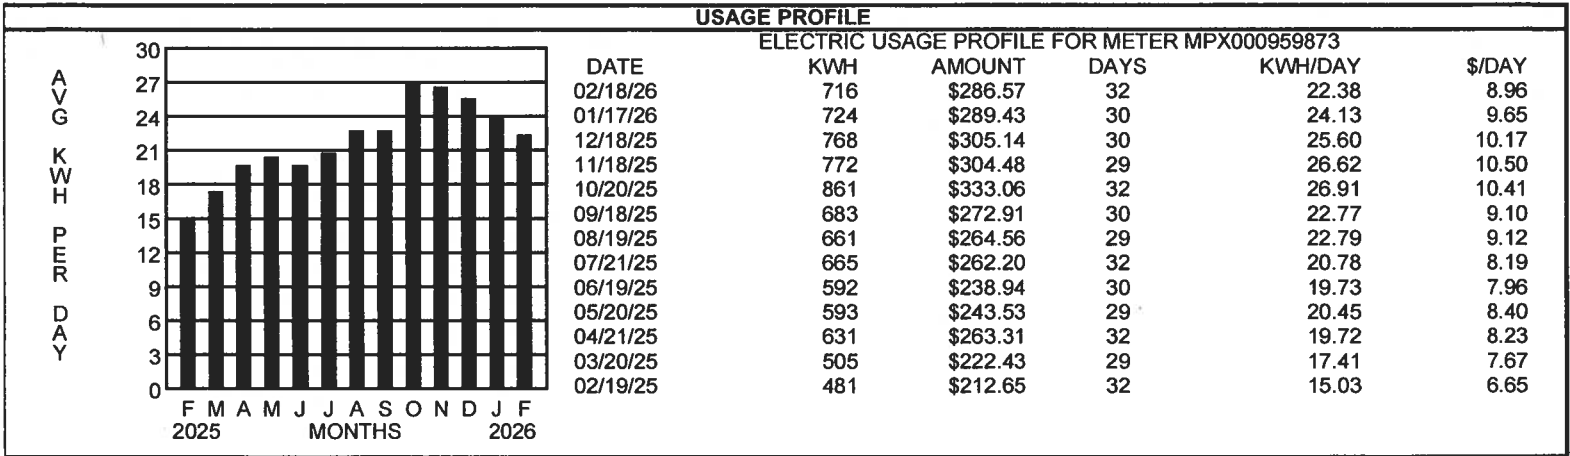 USAGE PROFILE
ELECTRIC USAGE PROFILE FOR METER MPX000959873
AVG KWH PER DAY
30
27
24
21
18
15
12
9
6
3
0
F M A M J J A S O N D J F
2025 MONTHS 2026
DATE KWH AMOUNT DAYS KWH/DAY $/DAY
02/18/26 716 $286.57 32 22.38 8.96
01/17/26 724 $289.43 30 24.13 9.65
12/18/25 768 $305.14 30 25.60 10.17
11/18/25 772 $304.48 29 26.62 10.50
10/20/25 861 $333.06 32 26.91 10.41
09/18/25 683 $272.91 30 22.77 9.10
08/19/25 661 $264.56 29 22.79 9.12
07/21/25 665 $262.20 32 20.78 8.19
06/19/25 592 $238.94 30 19.73 7.96
05/20/25 593 $243.53 29 20.45 8.40
04/21/25 631 $263.31 32 19.72 8.23
03/20/25 505 $222.43 29 17.41 7.67
02/19/25 481 $212.65 32 15.03 6.65